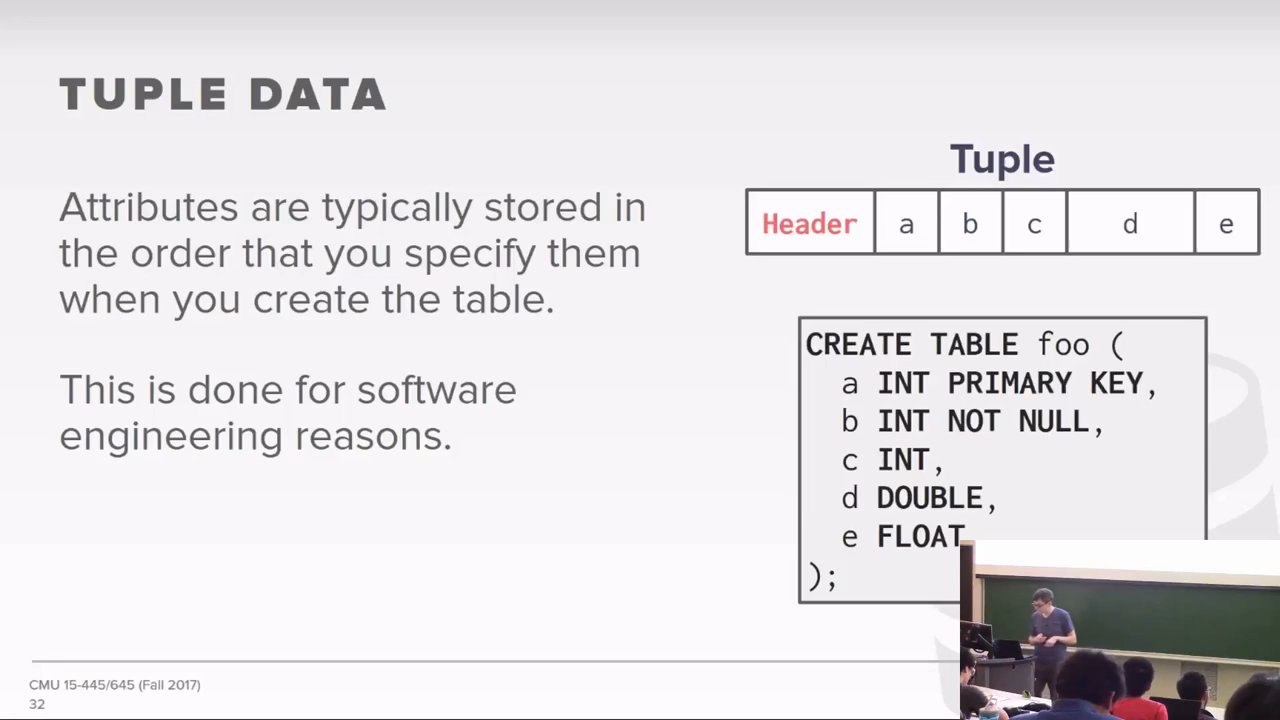 TUPLE DATA
Attributes are typically stored in
the order that you specify them
when you create the table.
This is done for software
engineering reasons.
Tuple
Header a b c d e
CREATE TABLE foo (
a INT PRIMARY KEY,
b INT NOT NULL,
c INT,
d DOUBLE,
e FLOAT
);
CMU 15-445/645 (Fall 2017)
32